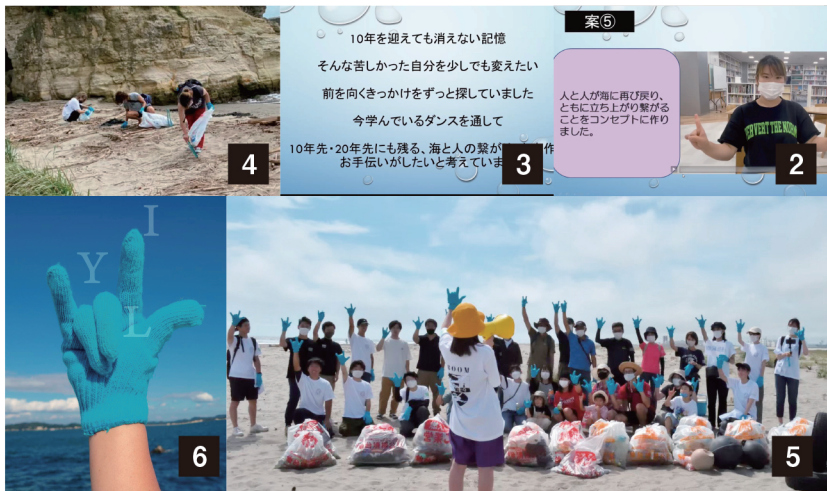 4
10年を迎えても消えない記憶
そんな苦しかった自分を少しでも変えたい
前を向くきっかけをずっと探していました
今学んでいるダンスを通して
10年先・20年先にも残る、海と人の繋が 作
お手伝いがしたいと考えていま
3
案⑤
人と人が海に再び戻り、
ともに立ち上がり繋がる
ことをコンセプトに作り
ました。
PERVERT THE NORM
2
I
Y
L
6
5